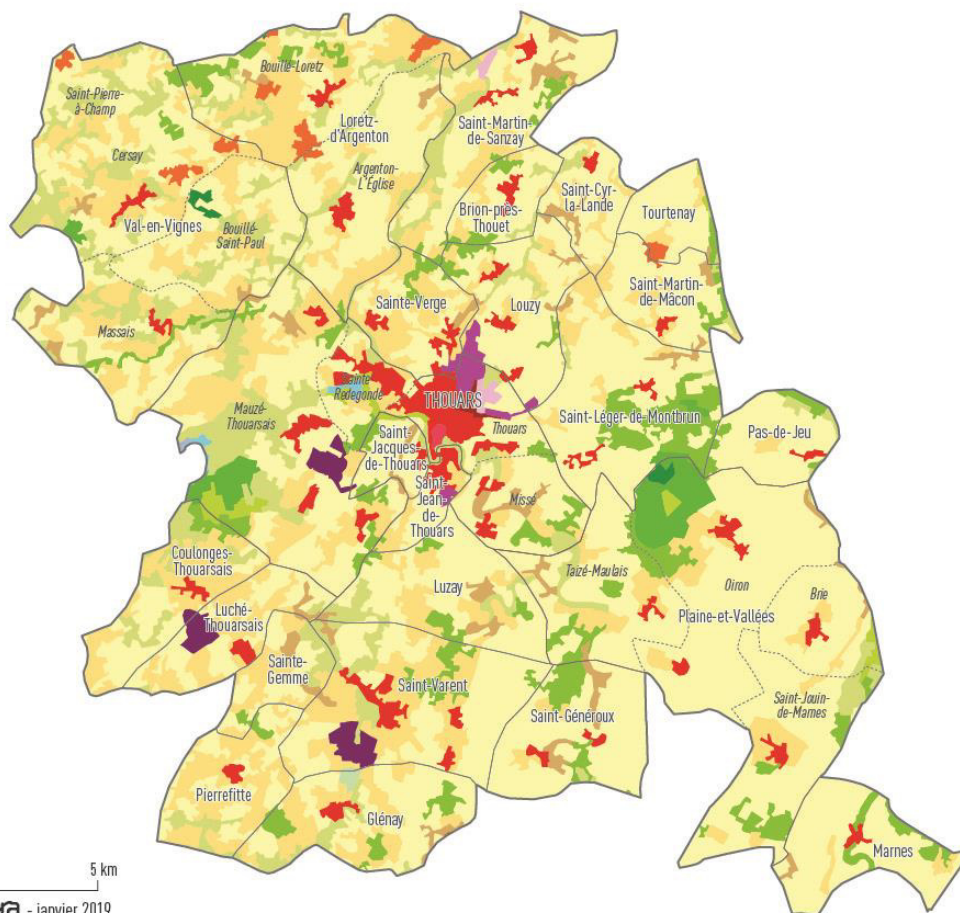 Bouillé-Loretz
Saint-Pierre-
à-Champ
Loretz-
d'Argenton
Saint-Martin-
de-Sanzay
Cersay
Argenton-
L'Église
Saint-Cyr-
la-Lande
Brion-près-
Thouet
Tourtenay
Val-en-Vignes
Bouillé-
Saint-Paul
Saint-Martin-
de-Mâcon
Sainte-Verge
Louzy
Massais
Sainte
Redegonde
THOUARS
Mauzé-
Thouarsais
Saint-Léger-de-Montbrun
Thouars
Pas-de-Jeu
Saint-
Jacques-
de-Thouars
Saint-
Jean-
de-
Thouars
Missé
Coulonges-
Thouarsais
Luzay
Taizé-Maulais
Oiron
Brie
Luché-
Thouarsais
Plaine-et-Vallées
Sainte-
Gemme
Saint-Varent
Saint-Jouin-
de-Marnes
Saint-Généroux
Pierrefitte
Glénay
Marnes
5 km
- janvier 2019